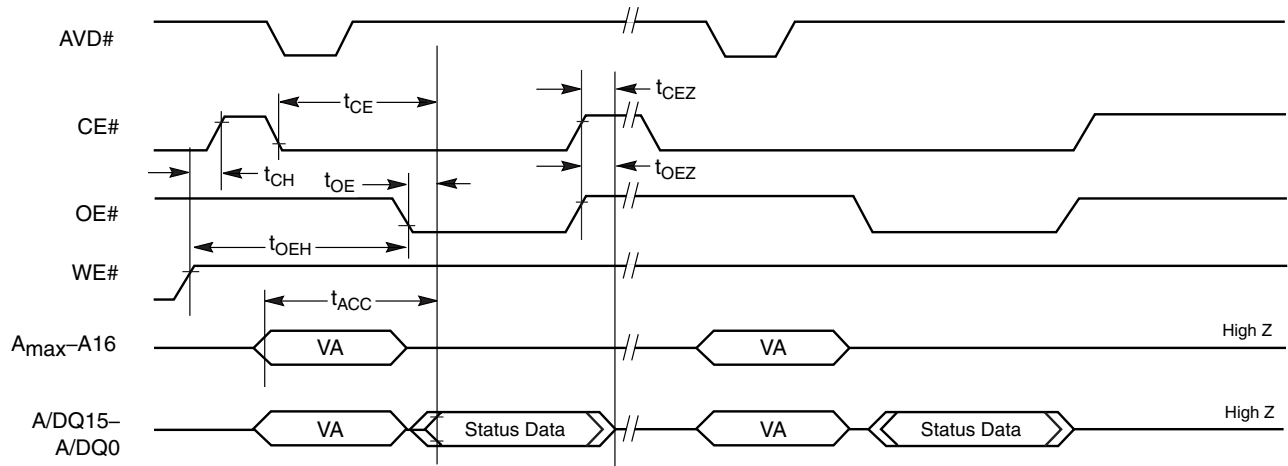 AVD#
tCEZ
tCE
CE#
tCH
tOE
tOEZ
OE#
tOEH
WE#
tACC
Amax–A16
VA
VA
High Z
A/DQ15–
A/DQ0
VA
Status Data
VA
Status Data
High Z